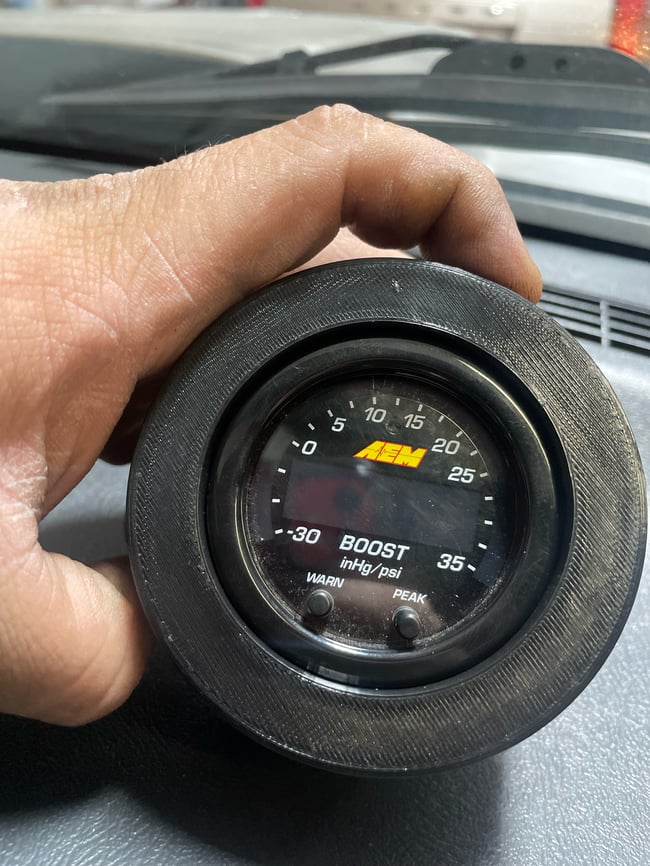 10 15
5 20
0 25
AEM
-30 BOOST 35
inHg/psi
WARN PEAK